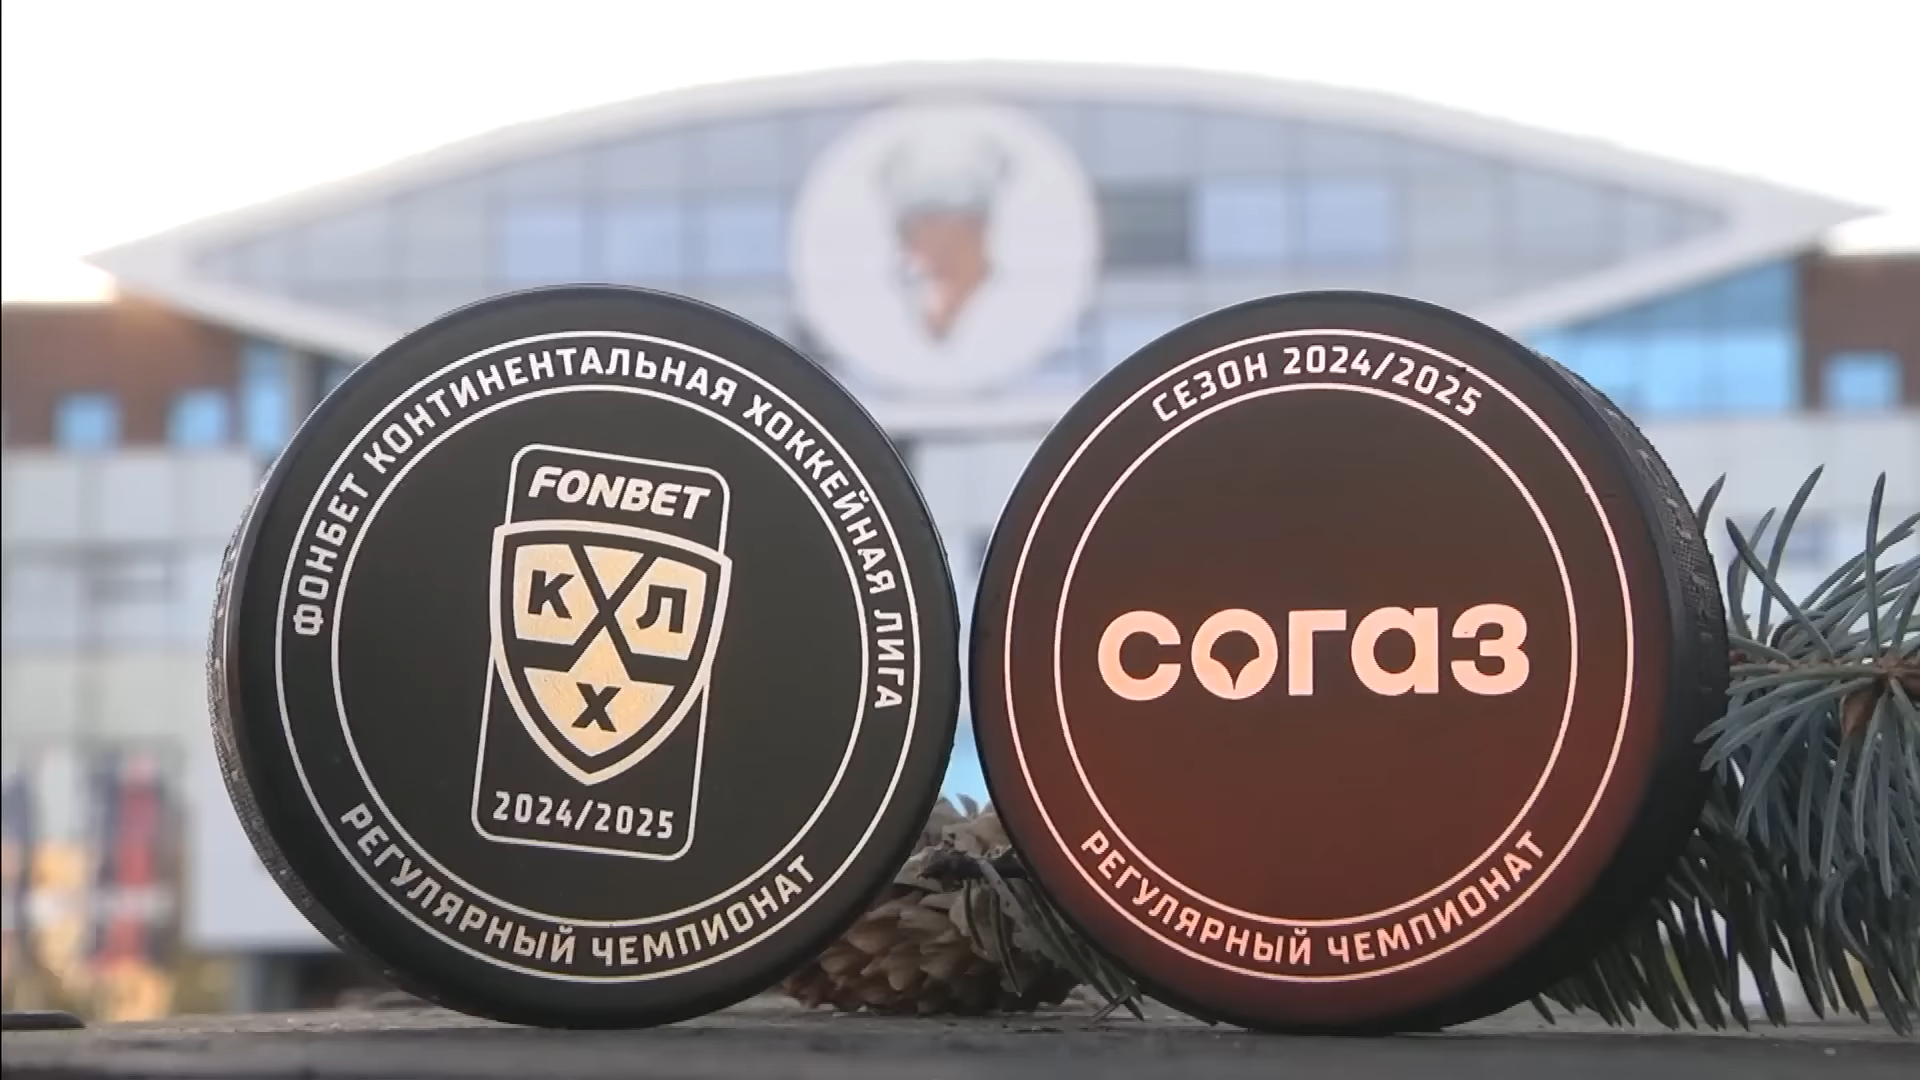 ФОНБЕТ КОНТИНЕНТАЛЬНАЯ ХОККЕЙНАЯ ЛИГА
FONBET
К Л
Х
2024/2025
РЕГУЛЯРНЫЙ ЧЕМПИОНАТ
СЕЗОН 2024/2025
согаз
РЕГУЛЯРНЫЙ ЧЕМПИОНАТ